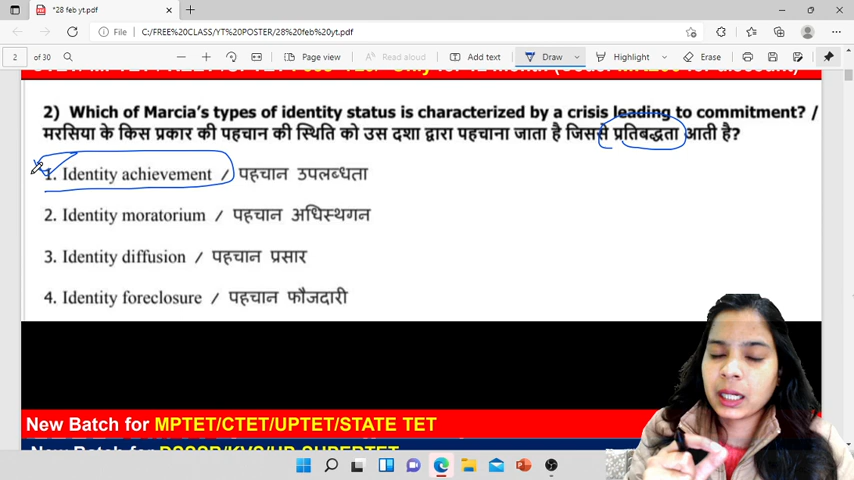 *28 feb yt.pdf
File C:/FREE%20CLASS/YT%20POSTER/28%20feb%20yt.pdf
2 of 30 Page view Read aloud Add text Draw Highlight Erase
2) Which of Marcia's types of identity status is characterized by a crisis leading to commitment? /
मरसिया के किस प्रकार की पहचान की स्थिति को उस दशा द्वारा पहचाना जाता है जिससे प्रतिबद्धता आती है?
1. Identity achievement / पहचान उपलब्धता
2. Identity moratorium / पहचान अधिस्थगन
3. Identity diffusion / पहचान प्रसार
4. Identity foreclosure / पहचान फौजदारी
New Batch for MPTET/CTET/UPTET/STATE TET
New Batch for